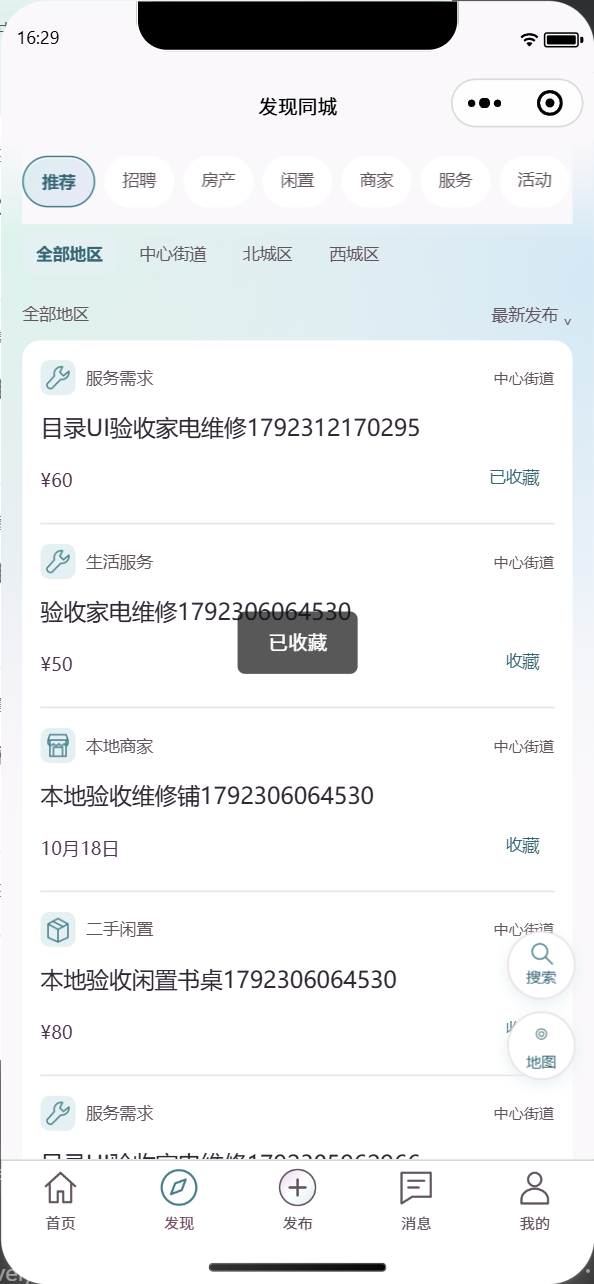 16:29
发现同城
推荐 招聘 房产 闲置 商家 服务 活动
全部地区 中心街道 北城区 西城区
全部地区 最新发布
服务需求 中心街道
目录UI验收家电维修1792312170295
¥60 已收藏
生活服务 中心街道
验收家电维修1792306064530
已收藏
¥50 收藏
本地商家 中心街道
本地验收维修铺1792306064530
10月18日 收藏
二手闲置 中心街道
搜索
本地验收闲置书桌1792306064530
¥80
地图
服务需求 中心街道
首页 发现 发布 消息 我的